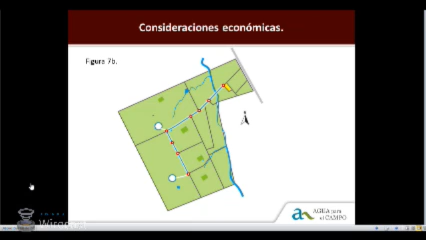 Consideraciones económicas.
Figura 7b.
AGUA para
el CAMPO